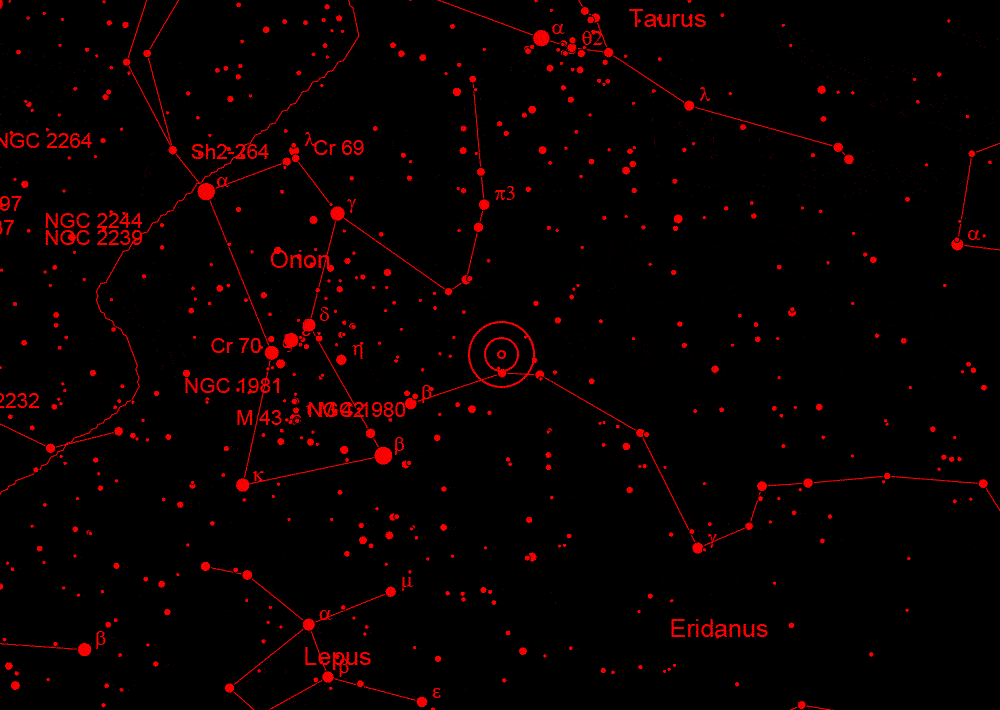 Taurus
α
θ2
λ
NGC 2264
Sh2-264
λ
Cr 69
α
π3
97
γ
37
NGC 2244
NGC 2239
α
Orion
δ
Cr 70
ε
η
NGC 1981
β
2232
M 43
NGC 1980
β
κ
γ
μ
α
Eridanus
β
Lepus
β
ε